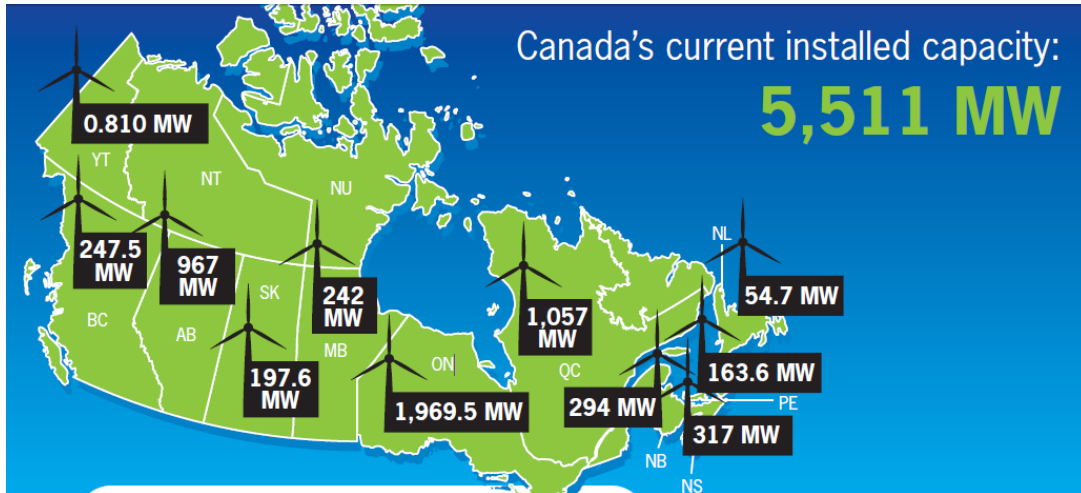 Canada's current installed capacity:
5,511 MW
0.810 MW
YT
NT
NU
247.5
MW
967
MW
242
MW
1,057
MW
NL
54.7 MW
BC
AB
SK
MB
197.6
MW
ON
1,969.5 MW
QC
294 MW
163.6 MW
PE
317 MW
NB
NS